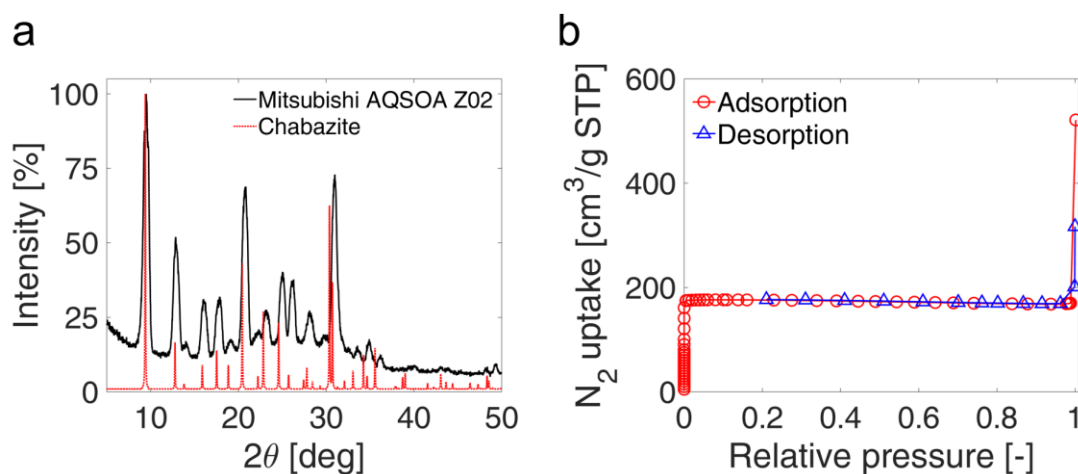 a
100
75
50
25
0
Intensity [%]
Mitsubishi AQSOA Z02
Chabazite
10
20
30
40
50
2θ [deg]
b
600
400
200
0
N₂ uptake [cm³/g STP]
Adsorption
Desorption
0
0.2
0.4
0.6
0.8
1
Relative pressure [-]